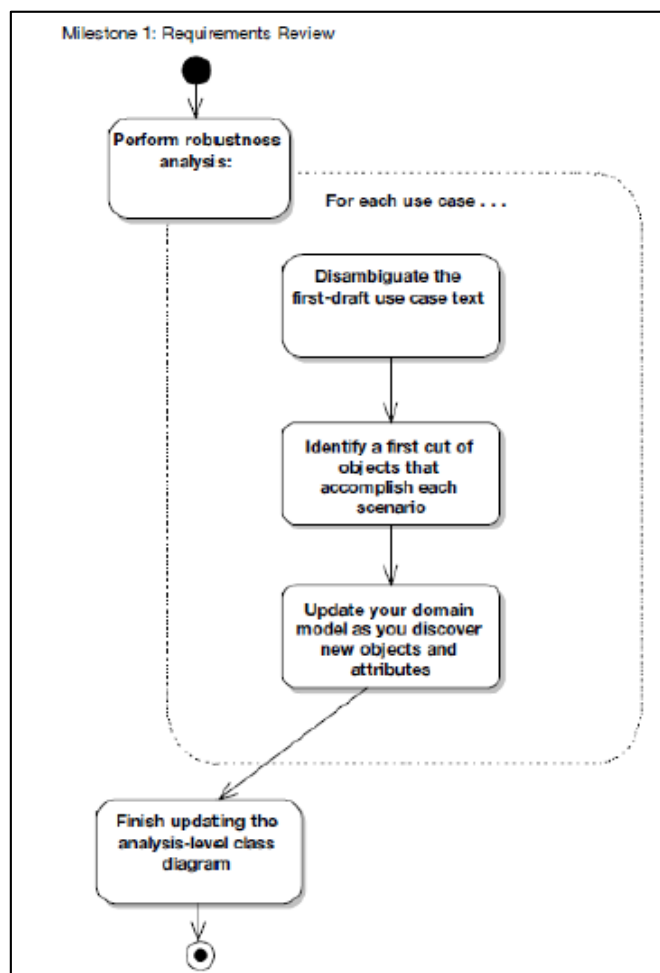 Milestone 1: Requirements Review
Perform robustness
analysis:
For each use case . . .
Disambiguate the
first-draft use case text
Identify a first cut of
objects that
accomplish each
scenario
Update your domain
model as you discover
new objects and
attributes
Finish updating the
analysis-level class
diagram